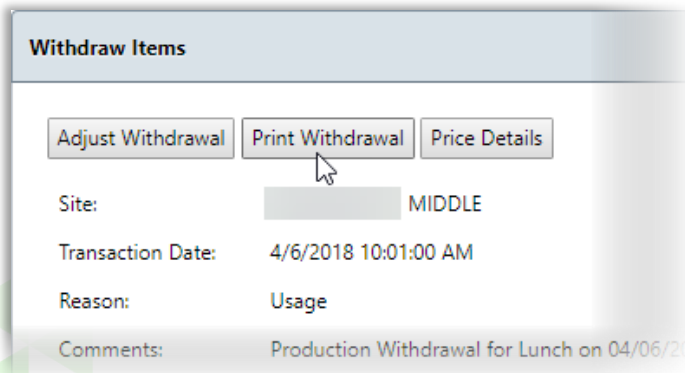 Withdraw Items
Adjust Withdrawal Print Withdrawal Price Details
Site: MIDDLE
Transaction Date: 4/6/2018 10:01:00 AM
Reason: Usage
Comments: Production Withdrawal for Lunch on